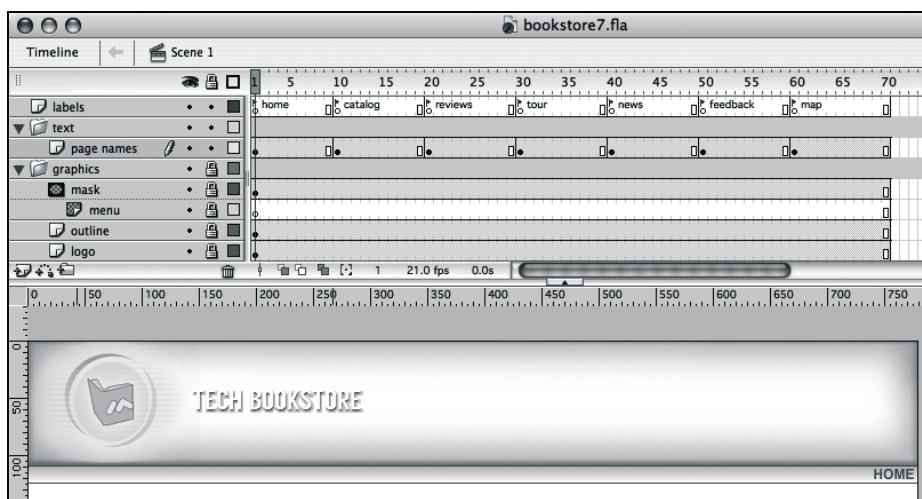 bookstore7.fla
Timeline Scene 1
1 5 10 15 20 25 30 35 40 45 50 55 60 65 70
labels home catalog reviews tour news feedback map
text
page names
graphics
mask
menu
outline
logo
1 21.0 fps 0.0s
0 50 100 150 200 250 300 350 400 450 500 550 600 650 700 750
0
50
100
TECH BOOKSTORE
HOME